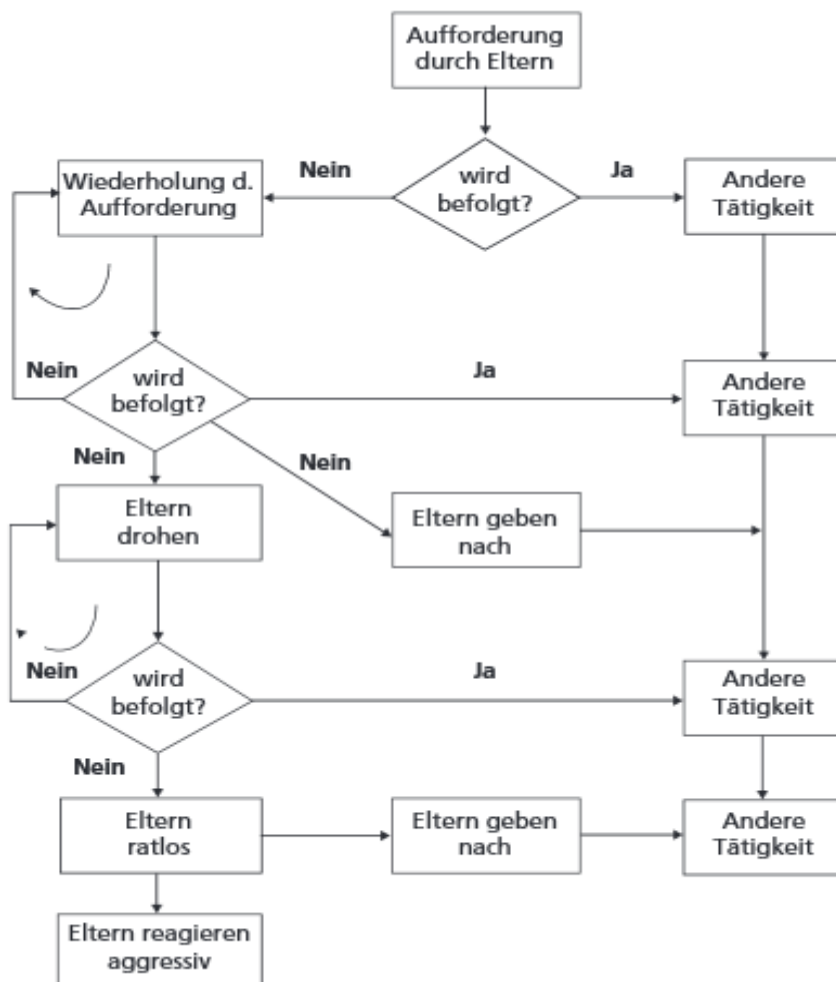 Aufforderung
durch Eltern
wird
befolgt?
Nein
Ja
Wiederholung d.
Aufforderung
Andere
Tätigkeit
wird
befolgt?
Nein
Ja
Andere
Tätigkeit
Nein
Nein
Eltern
drohen
Eltern geben
nach
wird
befolgt?
Nein
Ja
Andere
Tätigkeit
Nein
Eltern
ratlos
Eltern geben
nach
Andere
Tätigkeit
Eltern reagieren
aggressiv